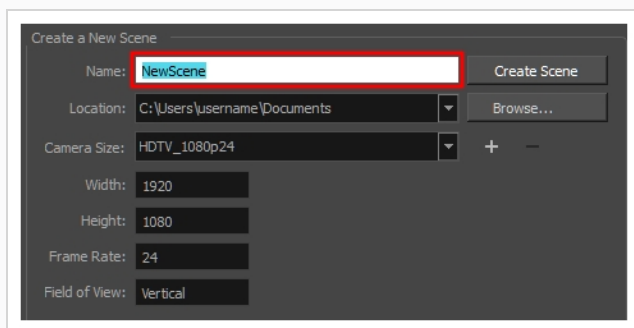 Create a New Scene
Name: NewScene Create Scene
Location: C:\Users\username\Documents Browse...
Camera Size: HDTV_1080p24
Width: 1920
Height: 1080
Frame Rate: 24
Field of View: Vertical